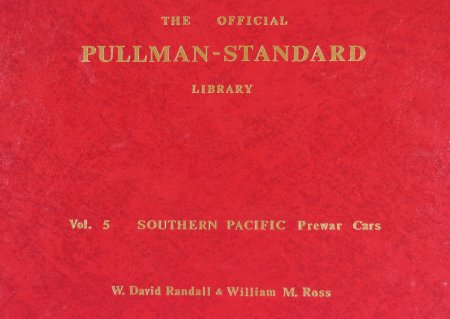 THE OFFICIAL
PULLMAN-STANDARD
LIBRARY
Vol. 5 SOUTHERN PACIFIC Prewar Cars
W. David Randall & William M. Ross